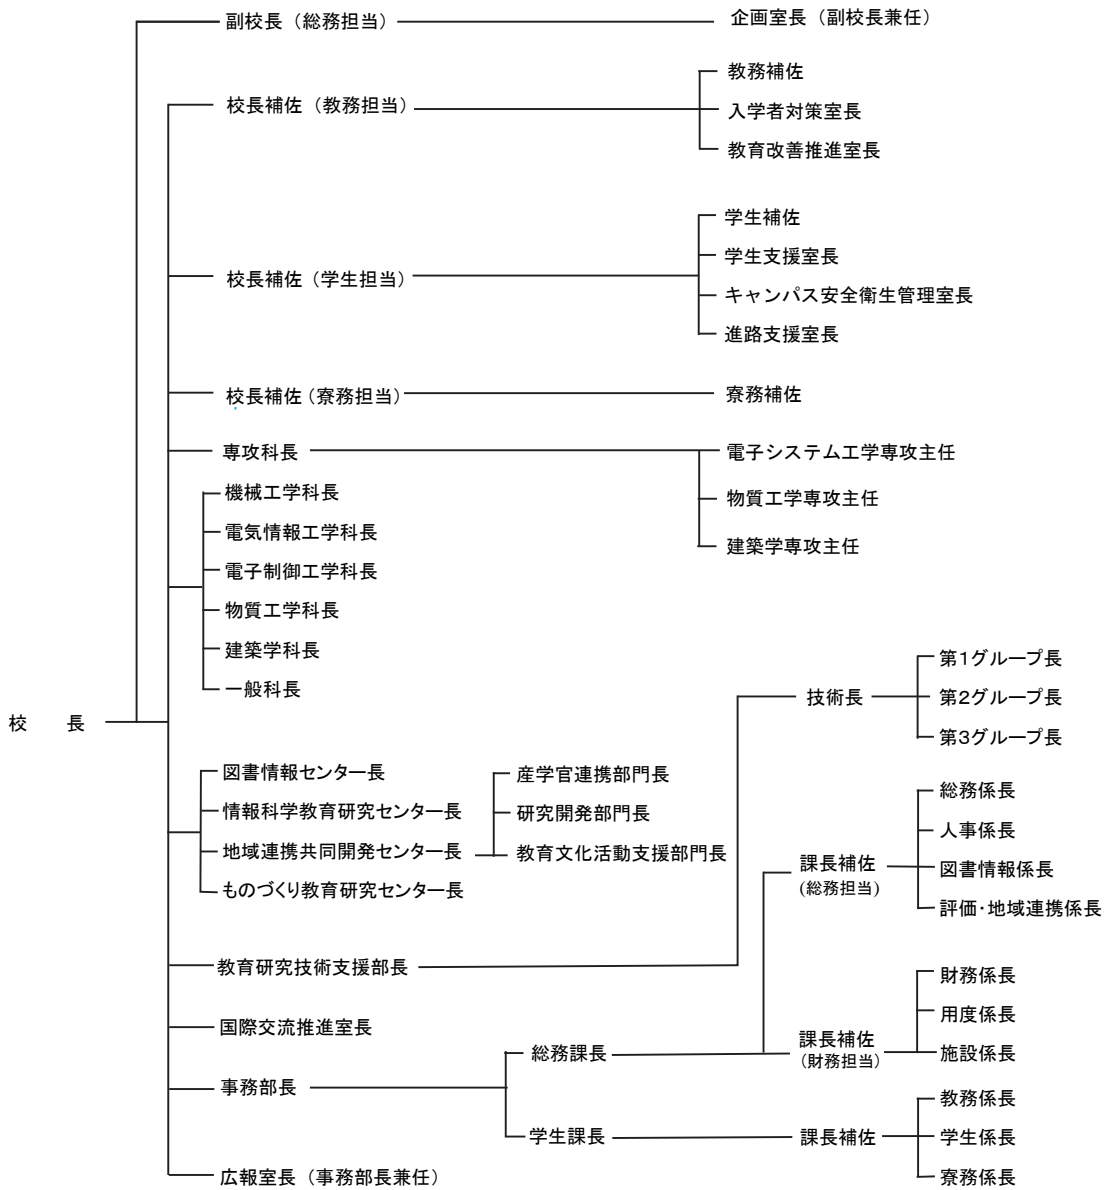 副校長（総務担当）
企画室長（副校長兼任）
校長補佐（教務担当）
教務補佐
入学者対策室長
教育改善推進室長
校長補佐（学生担当）
学生補佐
学生支援室長
キャンパス安全衛生管理室長
進路支援室長
校長補佐（寮務担当）
寮務補佐
専攻科長
電子システム工学専攻主任
物質工学専攻主任
建築学専攻主任
機械工学科長
電気情報工学科長
電子制御工学科長
物質工学科長
建築学科長
一般科長
校　　長
図書情報センター長
情報科学教育研究センター長
地域連携共同開発センター長
ものづくり教育研究センター長
産学官連携部門長
研究開発部門長
教育文化活動支援部門長
教育研究技術支援部長
技術長
第１グループ長
第２グループ長
第３グループ長
国際交流推進室長
事務部長
総務課長
課長補佐
(総務担当)
総務係長
人事係長
図書情報係長
評価・地域連携係長
課長補佐
（財務担当）
財務係長
用度係長
施設係長
学生課長
課長補佐
教務係長
学生係長
寮務係長
広報室長（事務部長兼任）